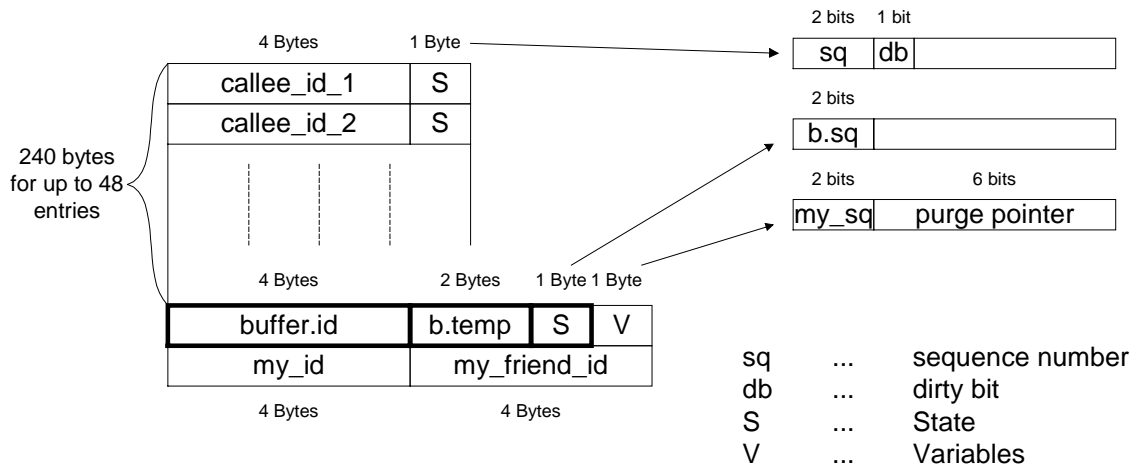 2 bits 1 bit
4 Bytes 1 Byte
sq db
callee_id_1 S
callee_id_2 S
2 bits
b.sq
240 bytes
for up to 48
entries
2 bits 6 bits
my_sq purge pointer
4 Bytes 2 Bytes 1 Byte 1 Byte
buffer.id b.temp S V
my_id my_friend_id
4 Bytes 4 Bytes
sq ... sequence number
db ... dirty bit
S ... State
V ... Variables